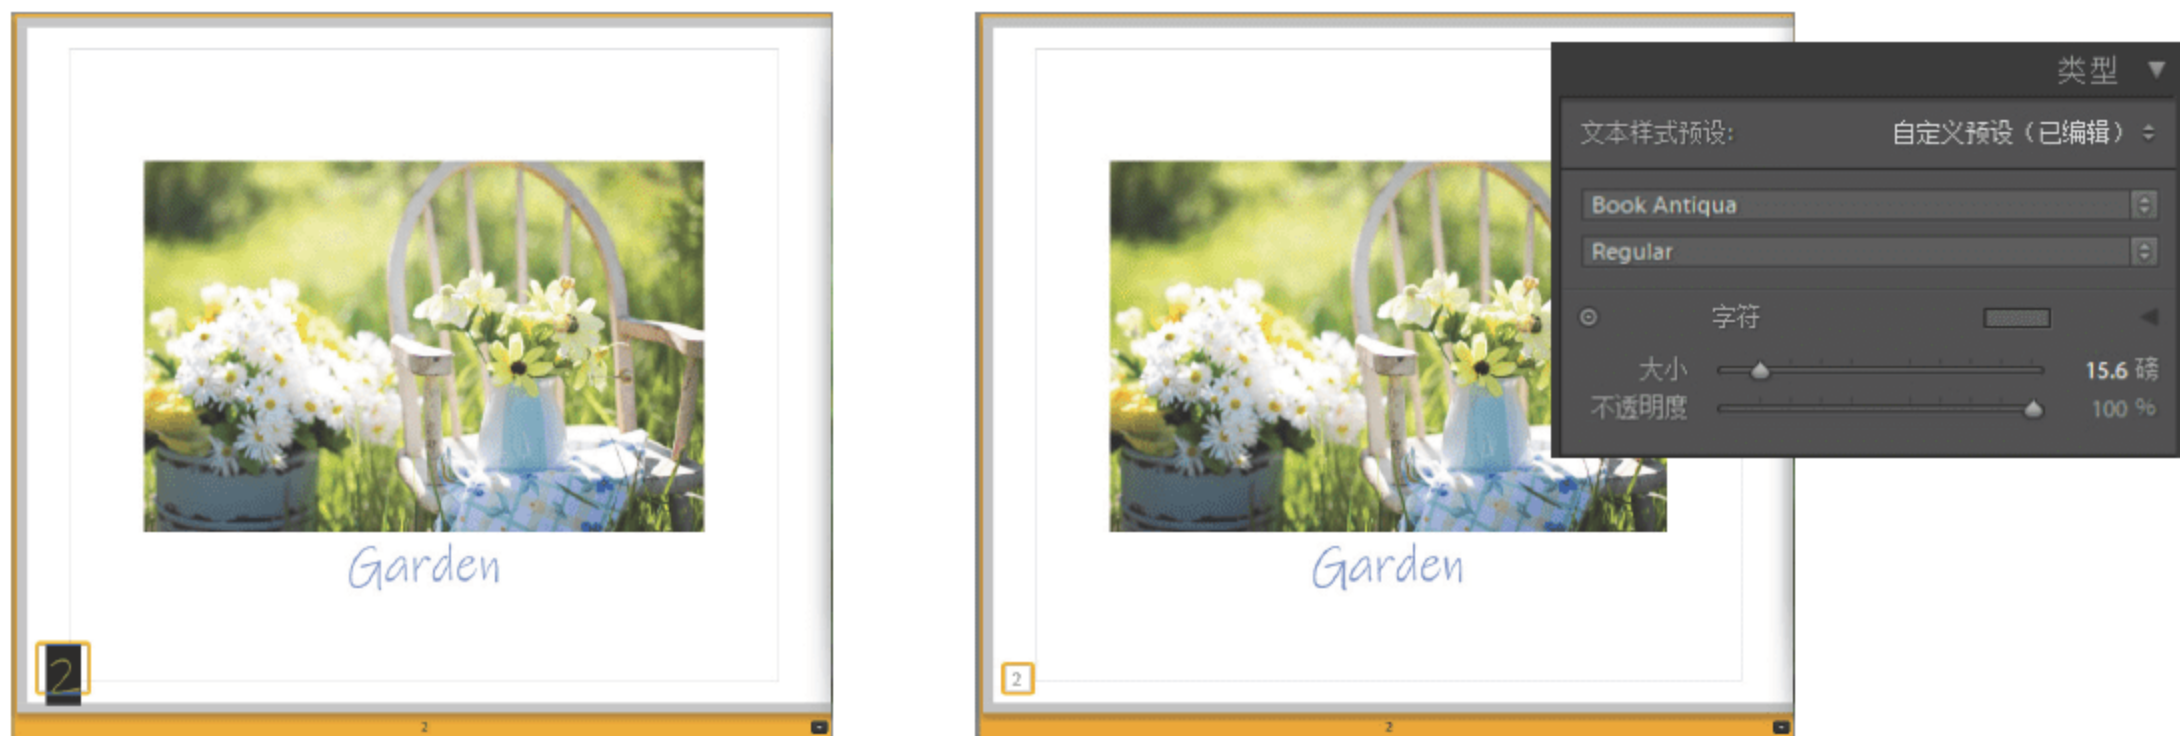 Garden
2
2
类型
文本样式预设: 自定义预设（已编辑）
Book Antiqua
Regular
字符
大小 15.6 磅
不透明度 100 %
Garden
2
2